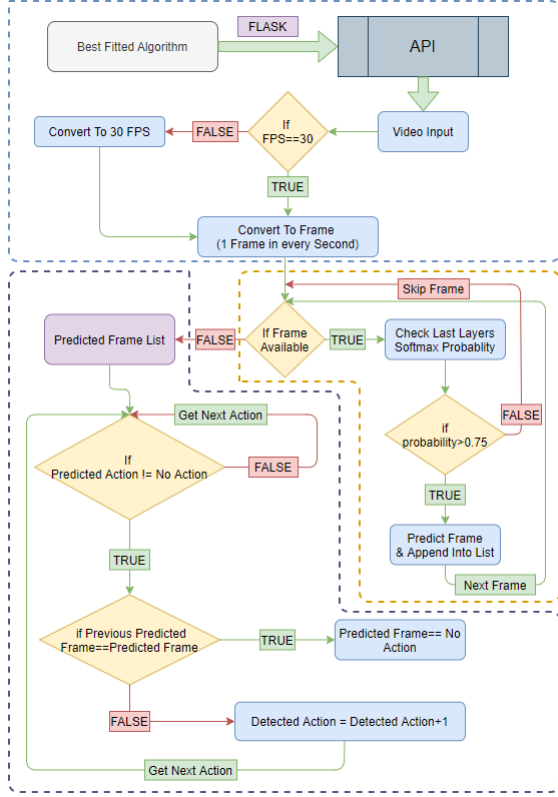 FLASK
Best Fitted Algorithm
API
Convert To 30 FPS
FALSE
If
FPS==30
Video Input
TRUE
Convert To Frame
(1 Frame in every Second)
Skip Frame
Predicted Frame List
FALSE
If Frame
Available
TRUE
Check Last Layers
Softmax Probablity
Get Next Action
FALSE
if
probability>0.75
If
Predicted Action != No Action
FALSE
TRUE
Predict Frame
& Append Into List
TRUE
Next Frame
if Previous Predicted
Frame==Predicted Frame
TRUE
Predicted Frame== No
Action
FALSE
Detected Action = Detected Action+1
Get Next Action